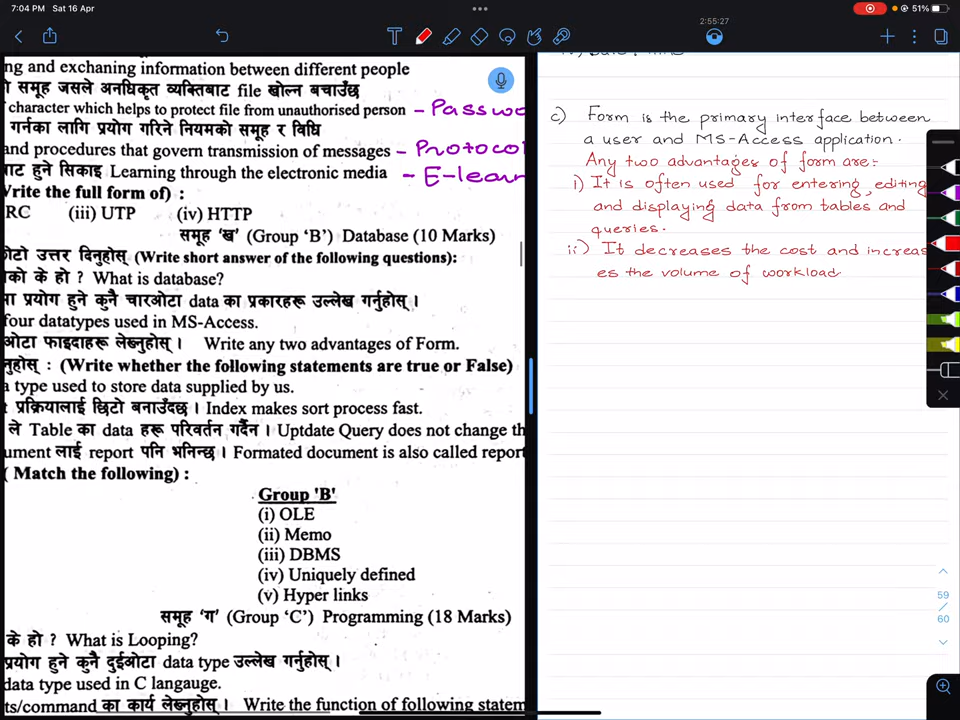 7:04 PM Sat 16 Apr
2:55:27
51%
ng and exchaning information between different people
समूह जसले अनधिकृत व्यक्तिबाट file खोल्न बचाउँछ
character which helps to protect file from unauthorised person - Passwo
गर्नका लागि प्रयोग गरिने नियमको समूह र विधि
and procedures that govern transmission of messages - Protocol
बाट हुने सिकाइ Learning through the electronic media - E-learn
Write the full form of) :
RC (iii) UTP (iv) HTTP
समूह 'ख' (Group 'B') Database (10 Marks)
छोटो उत्तर दिनुहोस् (Write short answer of the following questions):
को के हो ? What is database?
मा प्रयोग हुने कुनै चारओटा data का प्रकारहरू उल्लेख गर्नुहोस् ।
four datatypes used in MS-Access.
ओटा फाइदाहरू लेख्नुहोस् । Write any two advantages of Form.
नुहोस् : (Write whether the following statements are true or False)
a type used to store data supplied by us.
प्रक्रियालाई छिटो बनाउँदछ । Index makes sort process fast.
ले Table का data हरू परिवर्तन गर्दैन । Uptdate Query does not change th
ument लाई report पनि भनिन्छ । Formated document is also called report
( Match the following) :
Group 'B'
(i) OLE
(ii) Memo
(iii) DBMS
(iv) Uniquely defined
(v) Hyper links
समूह 'ग' (Group 'C') Programming (18 Marks)
के हो ? What is Looping?
प्रयोग हुने कुनै दुईओटा data type उल्लेख गर्नुहोस् ।
data type used in C langauge.
ts/command का कार्य लेख्नुहोस् । Write the function of following statem
c) Form is the primary interface between
a user and MS-Access application.
Any two advantages of form are:-
i) It is often used for entering, editing
and displaying data from tables and
queries.
ii) It decreases the cost and increas
es the volume of workload
59
/
60